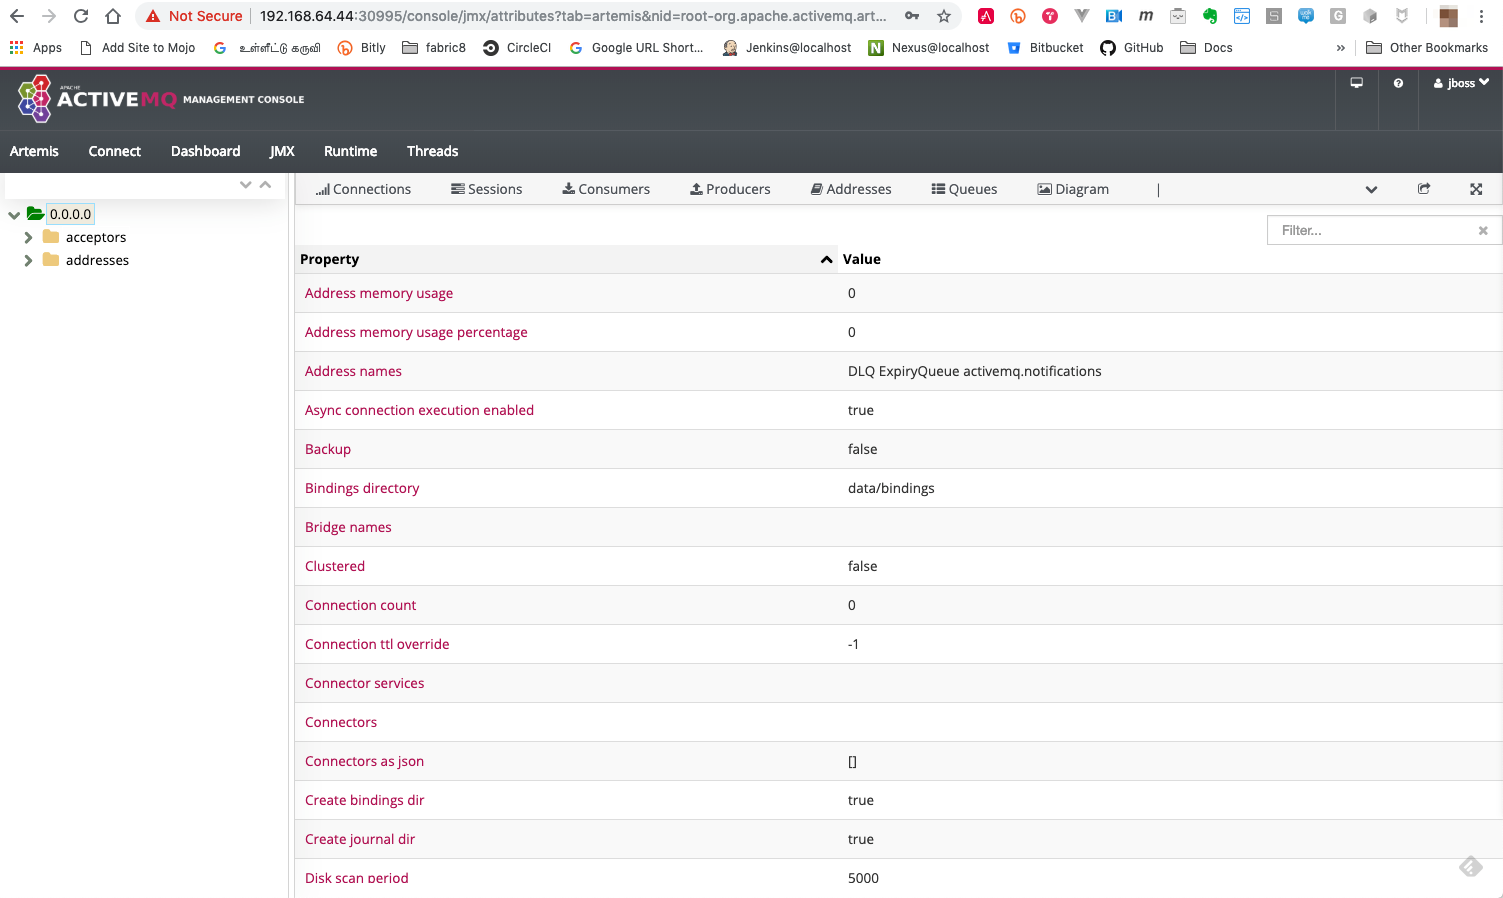 Not Secure | 192.168.64.44:30995/console/jmx/attributes?tab=artemis&nid=root-org.apache.activemq.art...
Apps Add Site to Mojo உள்ளீட்டு கருவி Bitly fabric8 CircleCI Google URL Short... Jenkins@localhost Nexus@localhost Bitbucket GitHub Docs » Other Bookmarks
APACHE
ACTIVEMQ MANAGEMENT CONSOLE
jboss
Artemis Connect Dashboard JMX Runtime Threads
Connections Sessions Consumers Producers Addresses Queues Diagram |
0.0.0.0
acceptors
addresses
Filter...
Property Value
Address memory usage 0
Address memory usage percentage 0
Address names DLQ ExpiryQueue activemq.notifications
Async connection execution enabled true
Backup false
Bindings directory data/bindings
Bridge names
Clustered false
Connection count 0
Connection ttl override -1
Connector services
Connectors
Connectors as json []
Create bindings dir true
Create journal dir true
Disk scan period 5000